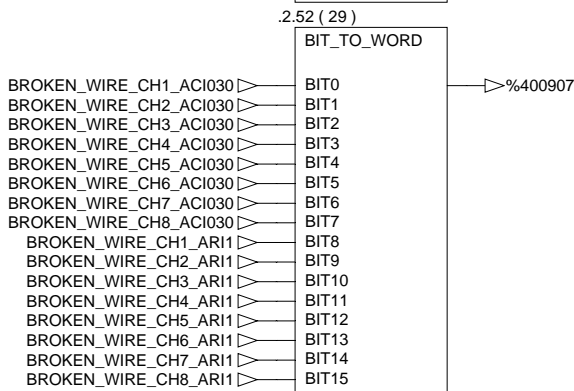 .2.52 ( 29 )
BIT_TO_WORD
BROKEN_WIRE_CH1_ACI030 BIT0 %400907
BROKEN_WIRE_CH2_ACI030 BIT1
BROKEN_WIRE_CH3_ACI030 BIT2
BROKEN_WIRE_CH4_ACI030 BIT3
BROKEN_WIRE_CH5_ACI030 BIT4
BROKEN_WIRE_CH6_ACI030 BIT5
BROKEN_WIRE_CH7_ACI030 BIT6
BROKEN_WIRE_CH8_ACI030 BIT7
BROKEN_WIRE_CH1_ARI1 BIT8
BROKEN_WIRE_CH2_ARI1 BIT9
BROKEN_WIRE_CH3_ARI1 BIT10
BROKEN_WIRE_CH4_ARI1 BIT11
BROKEN_WIRE_CH5_ARI1 BIT12
BROKEN_WIRE_CH6_ARI1 BIT13
BROKEN_WIRE_CH7_ARI1 BIT14
BROKEN_WIRE_CH8_ARI1 BIT15